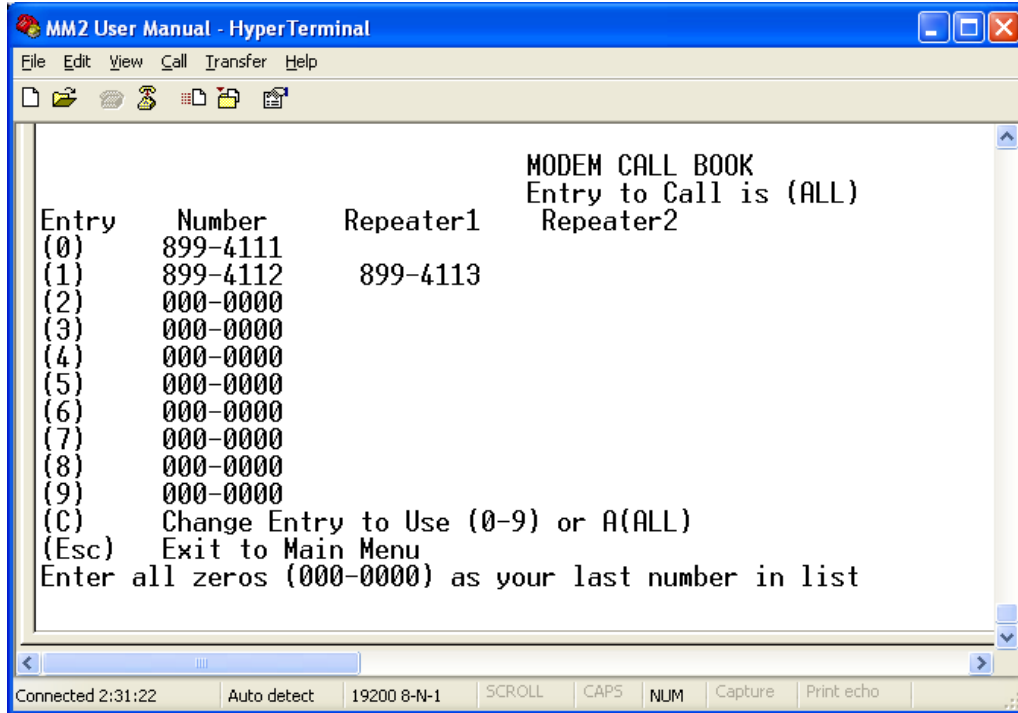 MM2 User Manual - HyperTerminal
File Edit View Call Transfer Help
MODEM CALL BOOK
Entry to Call is (ALL)
Entry Number Repeater1 Repeater2
(0) 899-4111
(1) 899-4112 899-4113
(2) 000-0000
(3) 000-0000
(4) 000-0000
(5) 000-0000
(6) 000-0000
(7) 000-0000
(8) 000-0000
(9) 000-0000
(C) Change Entry to Use (0-9) or A(ALL)
(Esc) Exit to Main Menu
Enter all zeros (000-0000) as your last number in list
Connected 2:31:22 Auto detect 19200 8-N-1 SCROLL CAPS NUM Capture Print echo